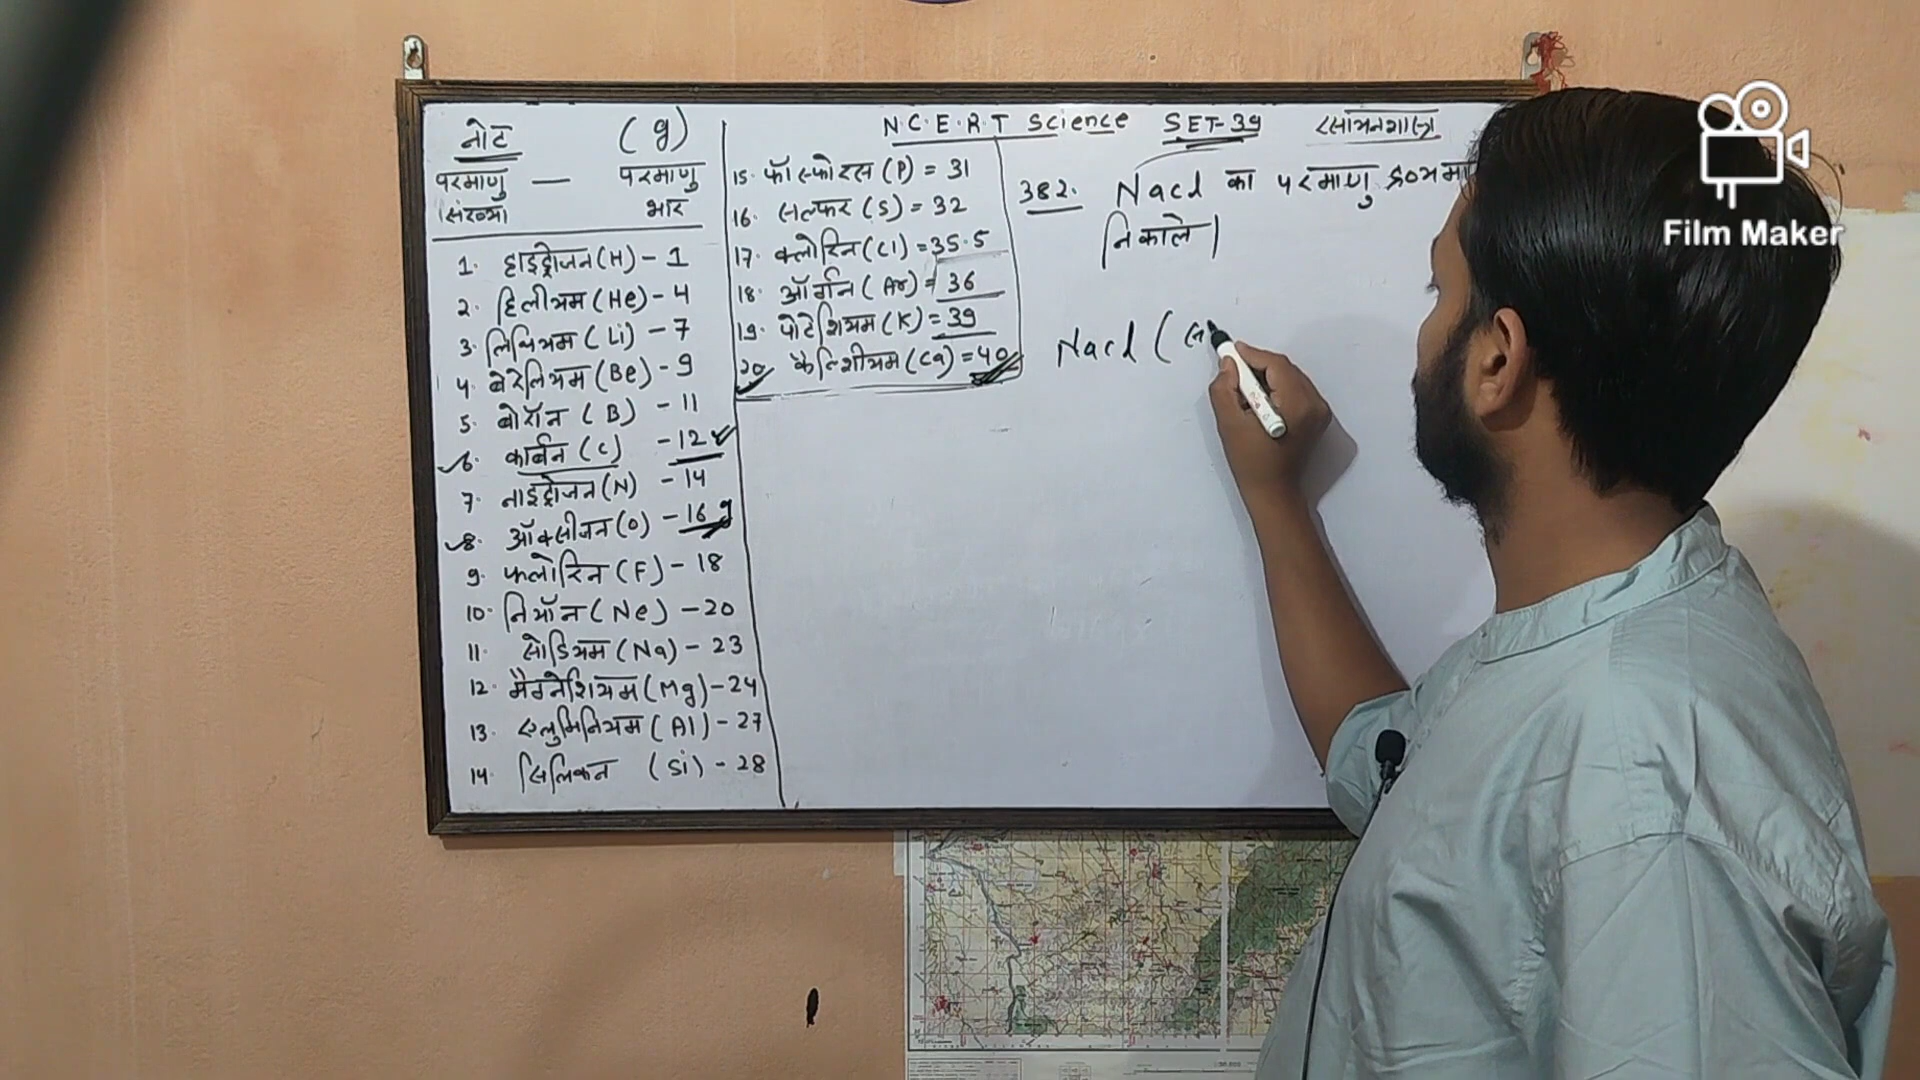 N.C.E.R.T Science SET-39 रसायनशास्त्र
नोट (g)
परमाणु — परमाणु
संख्या भार
1. हाइड्रोजन (H) - 1
2. हिलीयम (He) - 4
3. लिथियम (Li) - 7
4. बेरेलियम (Be) - 9
5. बोरॉन (B) - 11
6. कार्बन (C) - 12
7. नाइट्रोजन (N) - 14
8. ऑक्सीजन (O) - 16 g
9. फ्लोरिन (F) - 18
10. नियॉन (Ne) - 20
11. सोडियम (Na) - 23
12. मैग्नेशियम (Mg) - 24
13. एलुमिनियम (Al) - 27
14. सिलिकन (Si) - 28
15. फॉस्फोरस (P) = 31
16. सल्फर (S) = 32
17. क्लोरिन (Cl) = 35.5
18. ऑर्गन (Ar) = 36
19. पोटेशियम (K) = 39
20. कैल्शीयम (Ca) = 40
382. Nacl का परमाणु द्रव्यमा
निकाले।
Nacl (
Film Maker